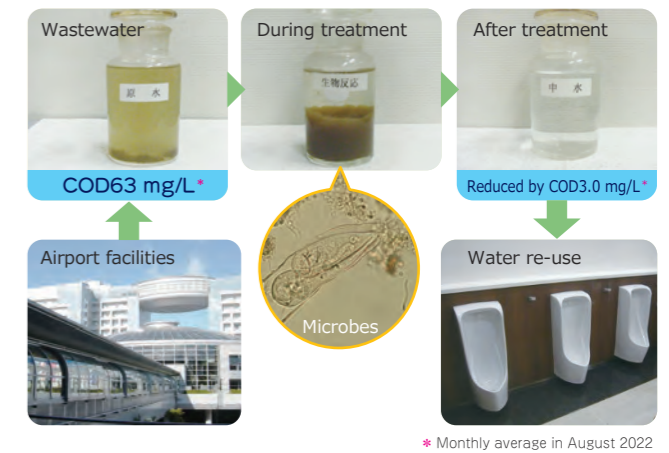 Wastewater
During treatment
After treatment
原 水
生物反応
中 水
COD63 mg/L*
Reduced by COD3.0 mg/L*
Airport facilities
Microbes
Water re-use
* Monthly average in August 2022